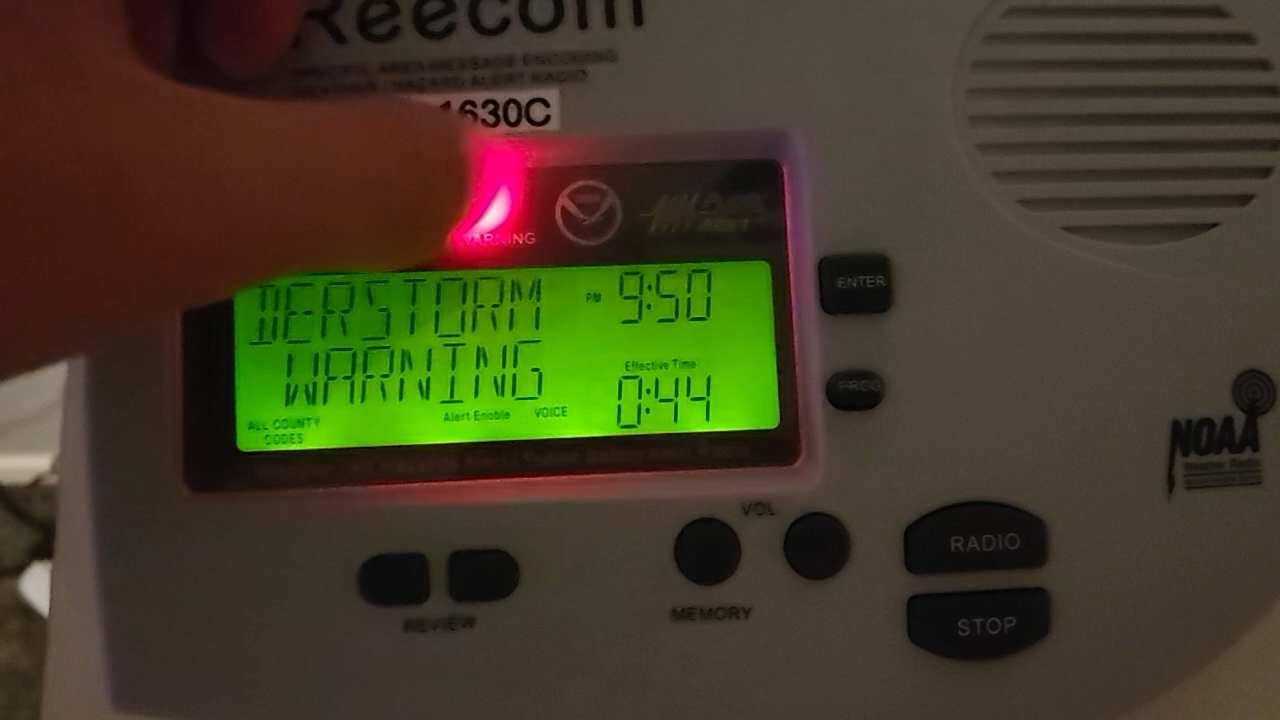 Reecom
SPECIFIC AREA MESSAGE ENCODING
WEATHER / HAZARD ALERT RADIO
1630C
WARNING
DERSTORM
PM 9:50
WARNING
Effective Time
0:44
ALL COUNTY
CODES
Alert Enable
VOICE
ENTER
PROG
NOAA
Weather Radio
VOL
RADIO
REVIEW
MEMORY
STOP